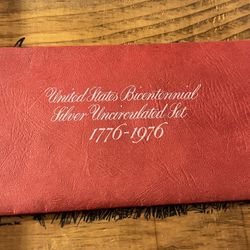 United States Bicentennial
Silver Uncirculated Set
1776-1976